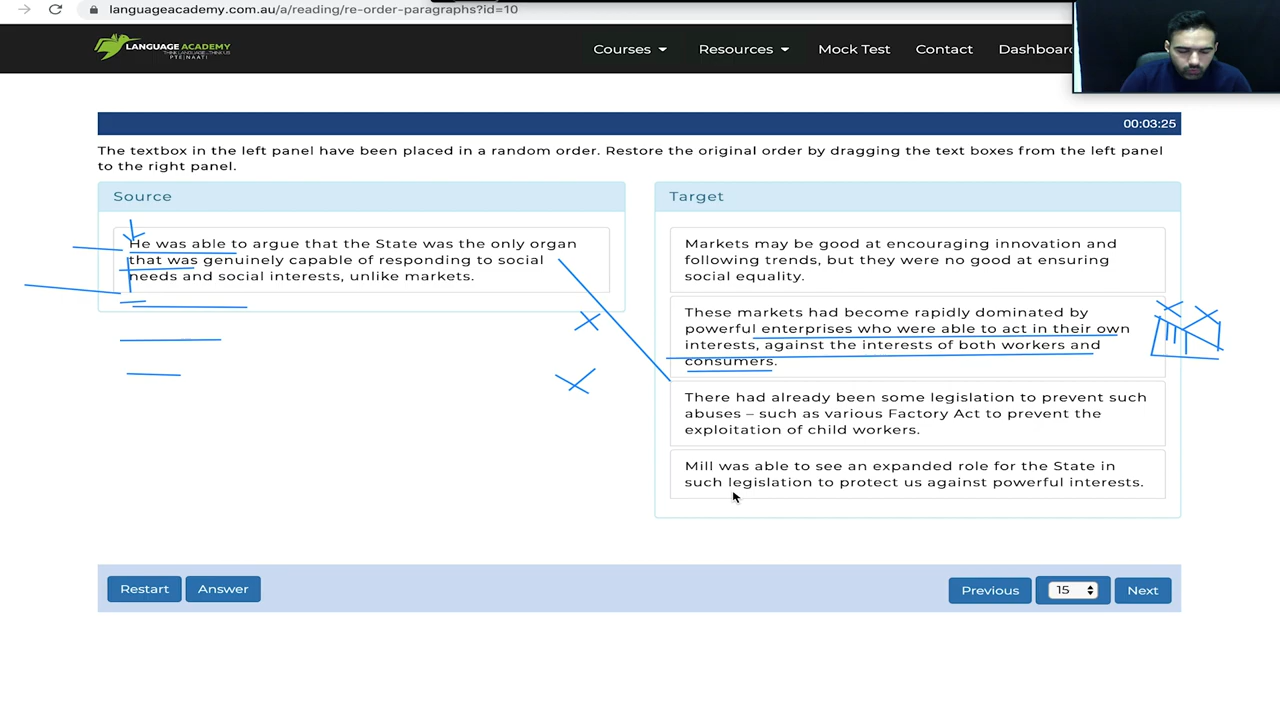 languageacademy.com.au/a/reading/re-order-paragraphs?id=10
LANGUAGE ACADEMY
THINK LANGUAGE - THINK US
PTE|NAATI
Courses
Resources
Mock Test
Contact
Dashboard
00:03:25
The textbox in the left panel have been placed in a random order. Restore the original order by dragging the text boxes from the left panel
to the right panel.
Source
He was able to argue that the State was the only organ
that was genuinely capable of responding to social
needs and social interests, unlike markets.
Target
Markets may be good at encouraging innovation and
following trends, but they were no good at ensuring
social equality.
These markets had become rapidly dominated by
powerful enterprises who were able to act in their own
interests, against the interests of both workers and
consumers.
There had already been some legislation to prevent such
abuses – such as various Factory Act to prevent the
exploitation of child workers.
Mill was able to see an expanded role for the State in
such legislation to protect us against powerful interests.
Restart
Answer
Previous
15
Next